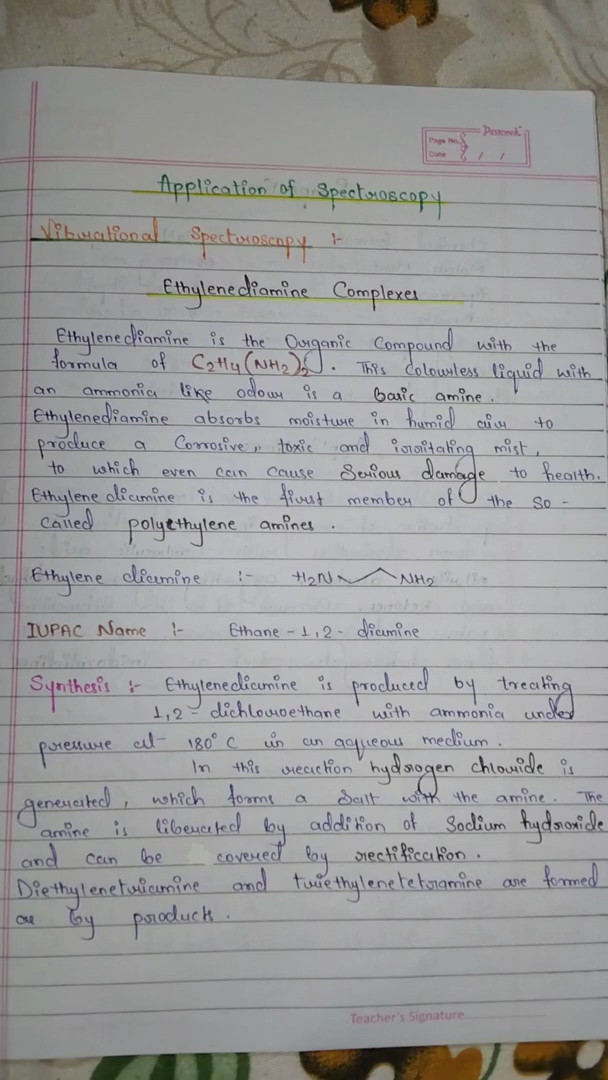 Peacock
Page No.
Date / /
Application of Spectroscopy
Vibrational Spectroscopy :-
Ethylenediamine Complexes
Ethylenediamine is the Organic Compound with the
formula of C2H4(NH2)2. This Colourless liquid with
an ammonia like odour is a basic amine.
Ethylenediamine absorbs moisture in humid air to
produce a Corrosive, toxic and irritating mist,
to which even can cause Serious damage to health.
Ethylene diamine is the first member of the so-
called polyethylene amines.
Ethylene diamine :- H2N NH2
IUPAC Name :- Ethane-1,2-diamine
Synthesis :- Ethylenediamine is produced by treating
1,2-dichloroethane with ammonia under
pressure at 180°C in an aqueous medium.
In this reaction hydrogen chloride is
generated, which forms a Salt with the amine. The
amine is liberated by addition of Sodium hydroxide
and can be covered by rectification.
Diethylenetriamine and triethylenetetramine are formed
as by products.
Teacher's Signature